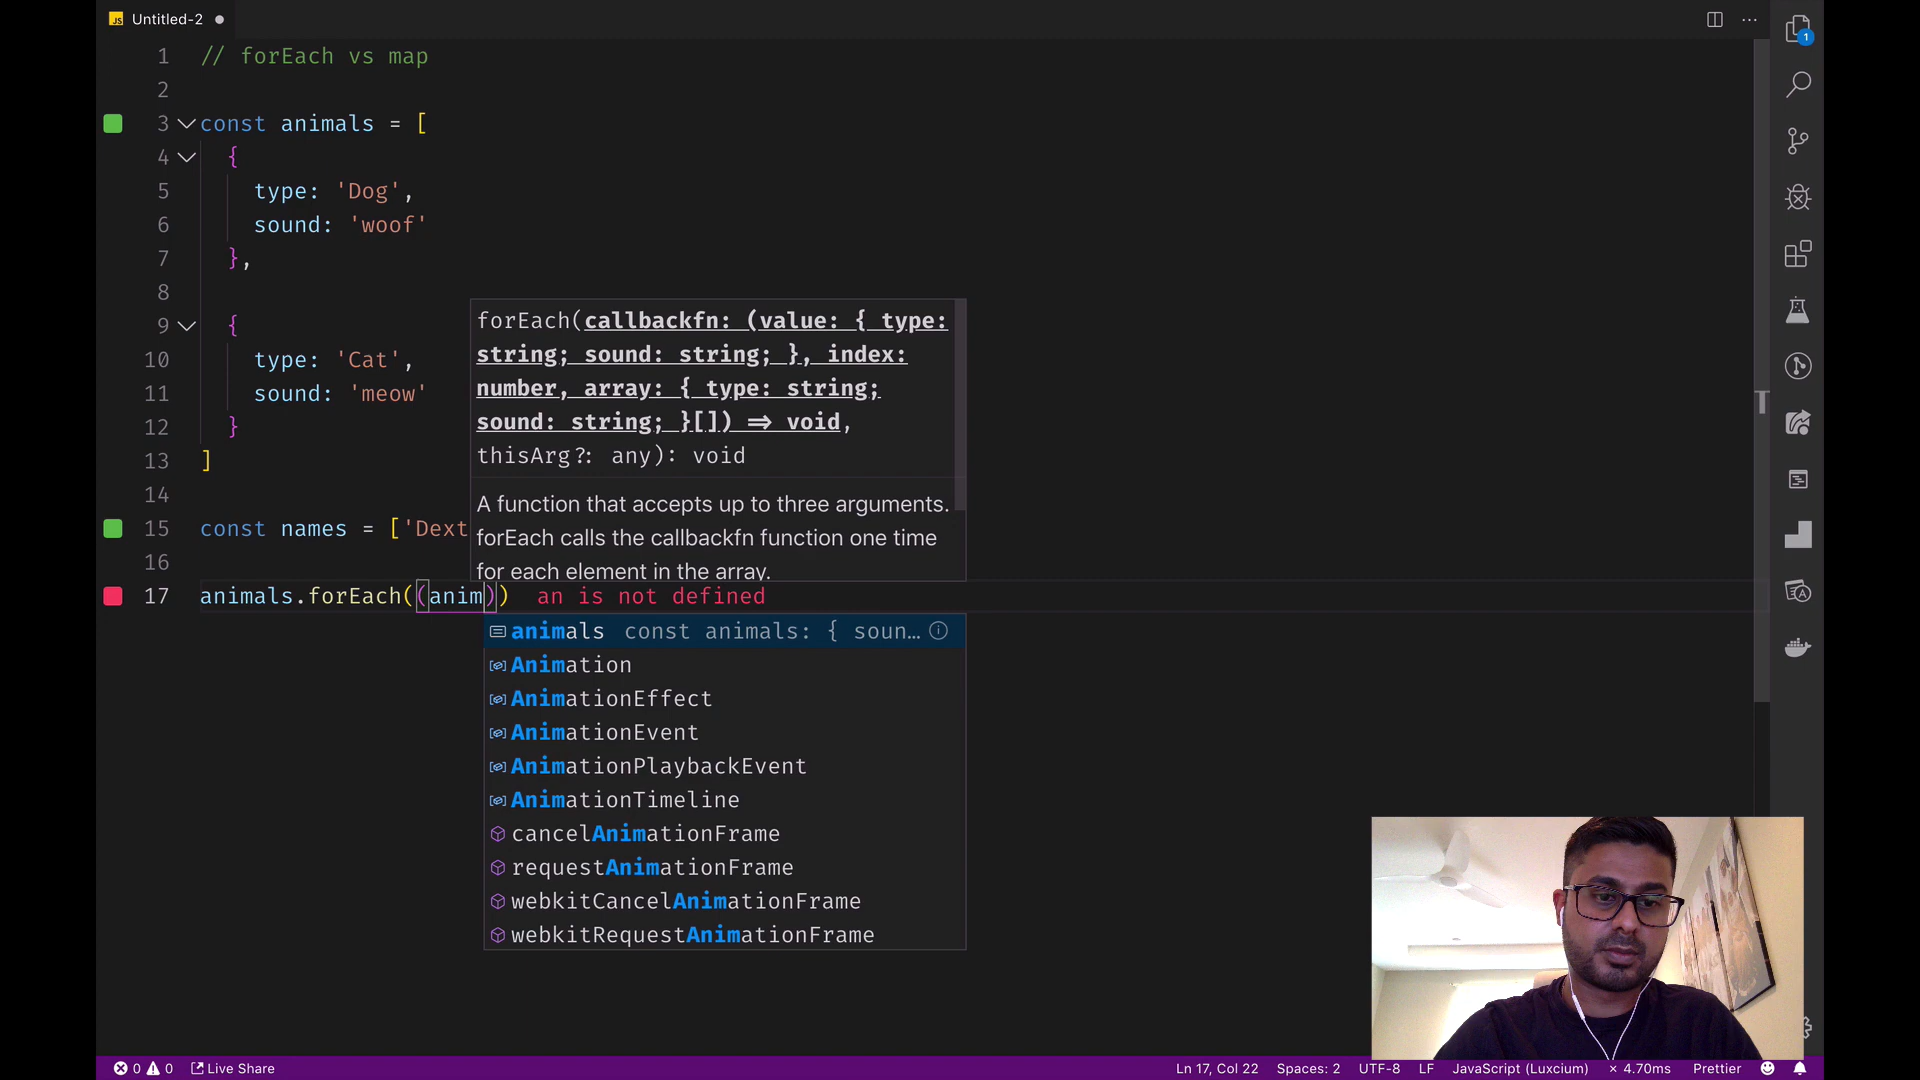 JS Untitled-2
1
1 // forEach vs map
2
3 const animals = [
4 {
5 type: 'Dog',
6 sound: 'woof'
7 },
8
9 {
10 type: 'Cat',
11 sound: 'meow'
12 }
13 ]
14
15 const names = ['Dext
16
17 animals.forEach((anim)) an is not defined
forEach(callbackfn: (value: { type:
string; sound: string; }, index:
number, array: { type: string;
sound: string; }[]) => void,
thisArg?: any): void
A function that accepts up to three arguments.
forEach calls the callbackfn function one time
for each element in the array.
animals const animals: { soun…
Animation
AnimationEffect
AnimationEvent
AnimationPlaybackEvent
AnimationTimeline
cancelAnimationFrame
requestAnimationFrame
webkitCancelAnimationFrame
webkitRequestAnimationFrame
0 0 Live Share Ln 17, Col 22 Spaces: 2 UTF-8 LF JavaScript (Luxcium) × 4.70ms Prettier